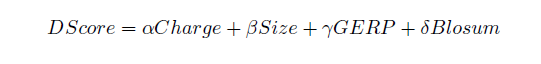 DScore = αCharge + βSize + γGERP + δBlosum